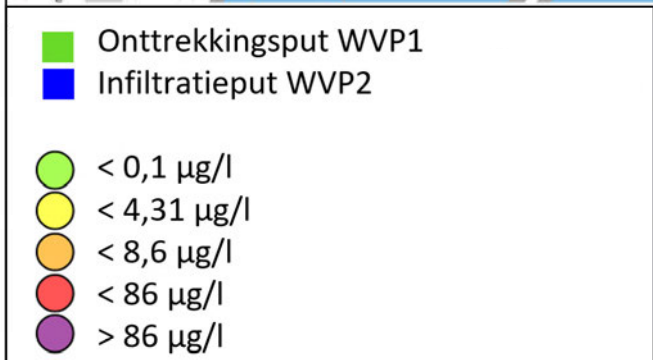 Onttrekkingsput WVP1
Infiltratieput WVP2
< 0,1 µg/l
< 4,31 µg/l
< 8,6 µg/l
< 86 µg/l
> 86 µg/l